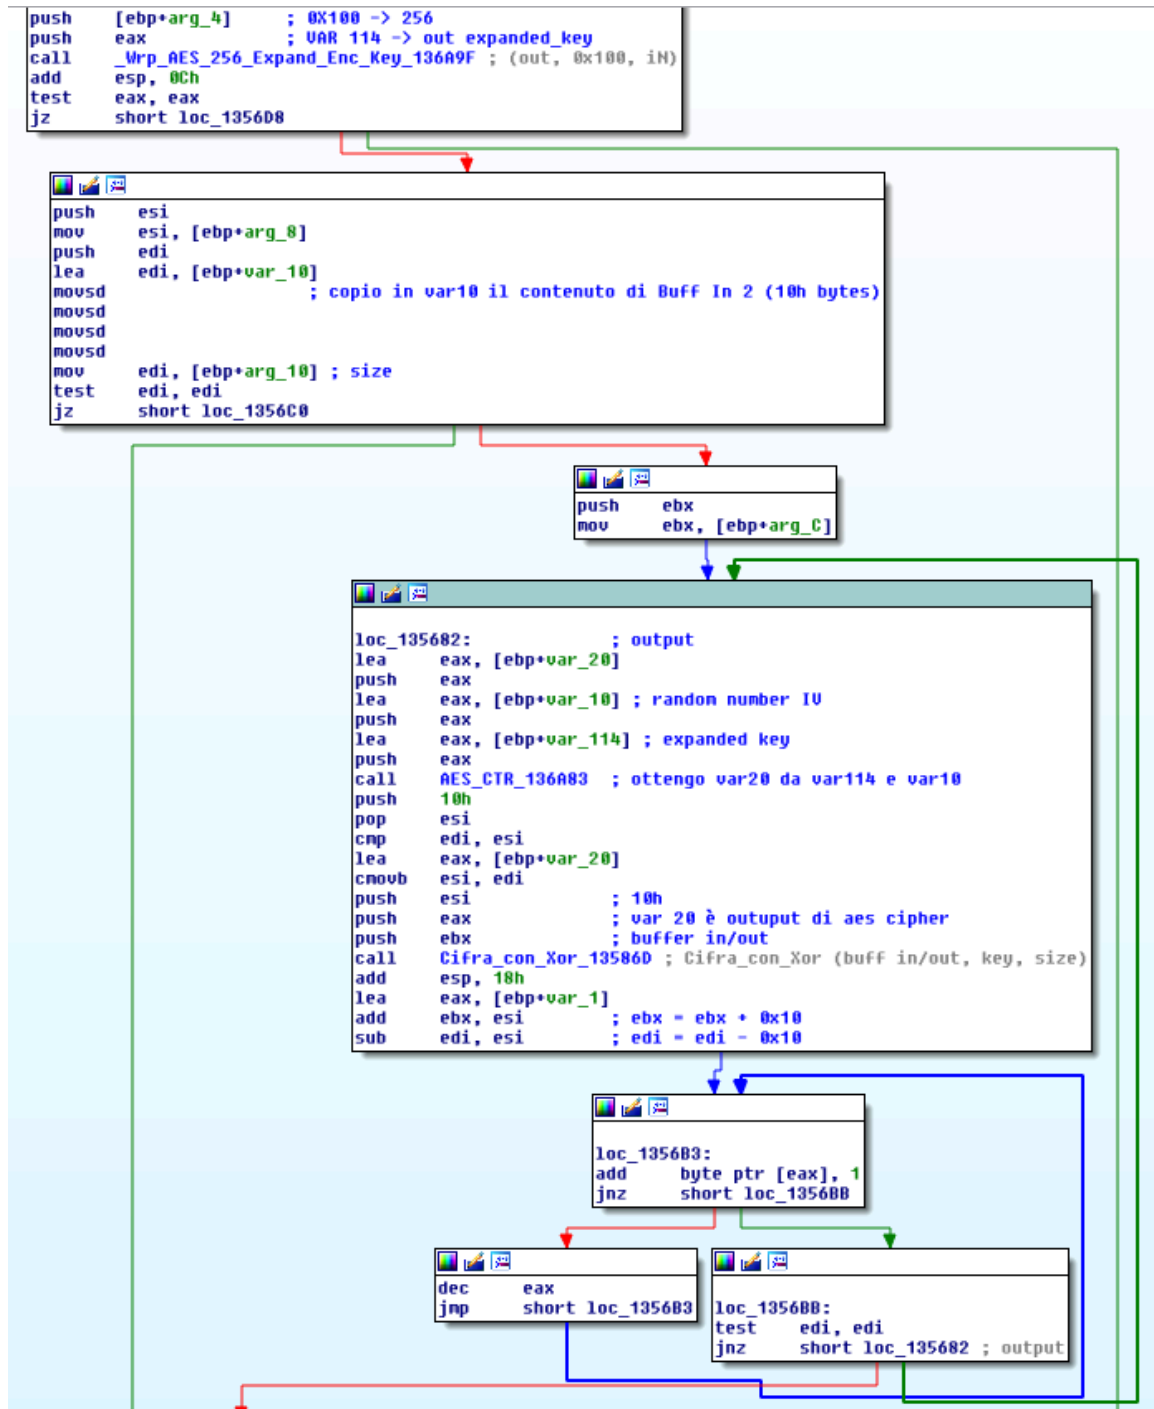 push [ebp+arg_4] ; 0X100 -> 256
push eax ; VAR 114 -> out expanded_key
call _Wrp_AES_256_Expand_Enc_Key_136A9F ; (out, 0x100, iN)
add esp, 0Ch
test eax, eax
jz short loc_1356D8
push esi
mov esi, [ebp+arg_8]
push edi
lea edi, [ebp+var_10]
movsd ; copio in var10 il contenuto di Buff In 2 (10h bytes)
movsd
movsd
movsd
mov edi, [ebp+arg_10] ; size
test edi, edi
jz short loc_1356C0
push ebx
mov ebx, [ebp+arg_C]
loc_135682: ; output
lea eax, [ebp+var_20]
push eax
lea eax, [ebp+var_10] ; random number IV
push eax
lea eax, [ebp+var_114] ; expanded key
push eax
call AES_CTR_136A83 ; ottengo var20 da var114 e var10
push 10h
pop esi
cmp edi, esi
lea eax, [ebp+var_20]
cmovb esi, edi
push esi ; 10h
push eax ; var 20 è outuput di aes cipher
push ebx ; buffer in/out
call Cifra_con_Xor_13586D ; Cifra_con_Xor (buff in/out, key, size)
add esp, 18h
lea eax, [ebp+var_1]
add ebx, esi ; ebx = ebx + 0x10
sub edi, esi ; edi = edi - 0x10
loc_1356B3:
add byte ptr [eax], 1
jnz short loc_1356BB
dec eax
jmp short loc_1356B3
loc_1356BB:
test edi, edi
jnz short loc_135682 ; output